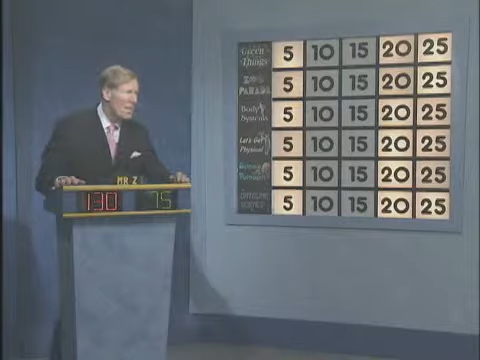 Green Things 5 10 15 20 25
ZOO PARADE 5 10 15 20 25
Body Systems 5 10 15 20 25
Let's Get Physical 5 10 15 20 25
5 10 15 20 25
5 10 15 20 25
MR Z
130 75